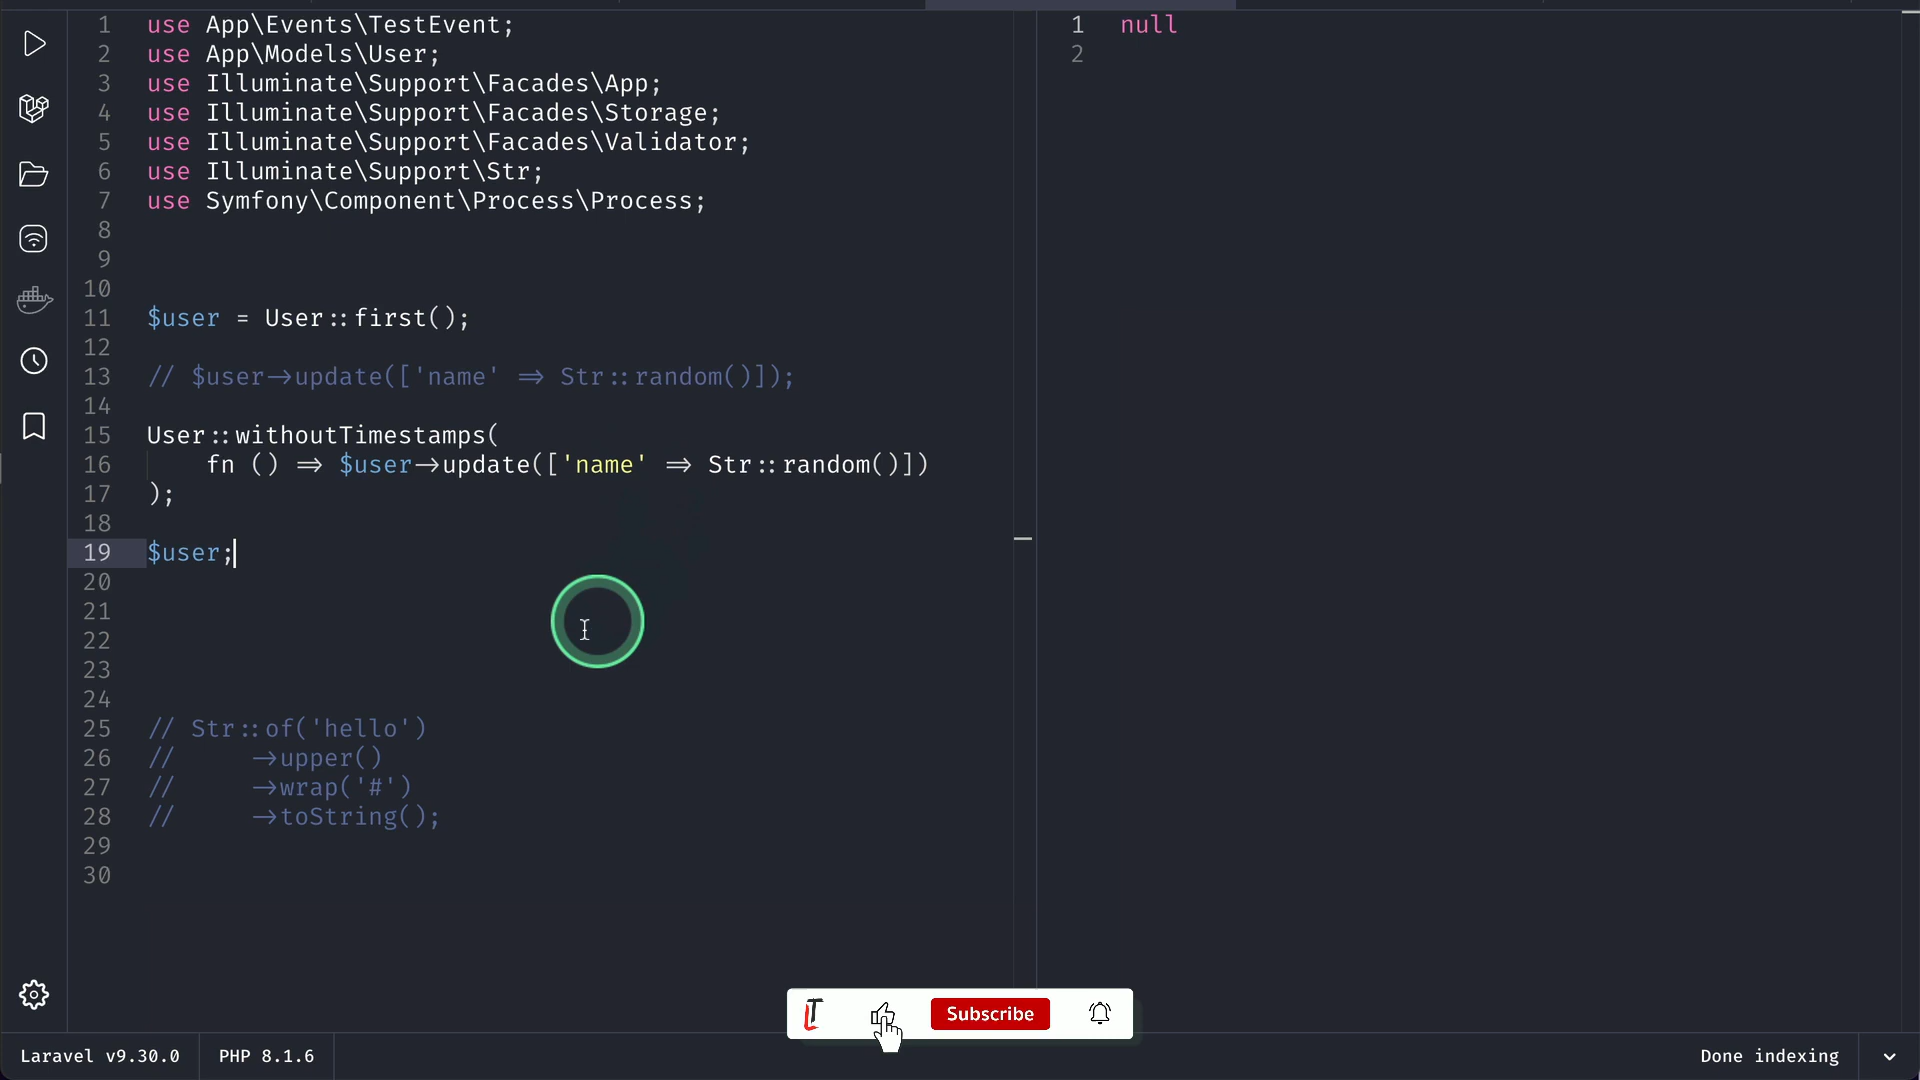 1 use App\Events\TestEvent;
2 use App\Models\User;
3 use Illuminate\Support\Facades\App;
4 use Illuminate\Support\Facades\Storage;
5 use Illuminate\Support\Facades\Validator;
6 use Illuminate\Support\Str;
7 use Symfony\Component\Process\Process;
8
9
10
11 $user = User::first();
12
13 // $user->update(['name' => Str::random()]);
14
15 User::withoutTimestamps(
16 fn () => $user->update(['name' => Str::random()])
17 );
18
19 $user;
20
21
22
23
24
25 // Str::of('hello')
26 // ->upper()
27 // ->wrap('#')
28 // ->toString();
29
30
1 null
2
LT Subscribe
Laravel v9.30.0 PHP 8.1.6 Done indexing